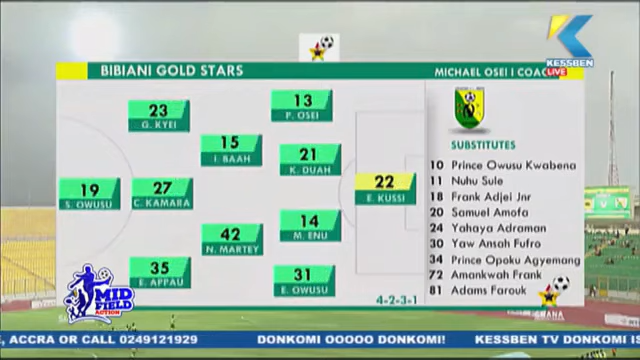 KESSBEN
LIVE
BIBIANI GOLD STARS
MICHAEL OSEI I COACH
13
P. OSEI
23
G. KYEI
15
I. BAAH
21
K. DUAH
22
E. KUSSI
19
S. OWUSU
27
C. KAMARA
14
M. ENU
42
N. MARTEY
35
E. APPAU
31
E. OWUSU
4-2-3-1
SUBSTITUTES
10 Prince Owusu Kwabena
11 Nuhu Sule
18 Frank Adjei Jnr
20 Samuel Amofa
24 Yahaya Adraman
30 Yaw Ansah Fufro
34 Prince Opoku Agyemang
72 Amankwah Frank
81 Adams Farouk
MID
FIELD
ACTION
GHANA
E, ACCRA OR CALL 0249121929 DONKOMI OOOOO DONKOMI! KESSBEN TV DONKOMI IS